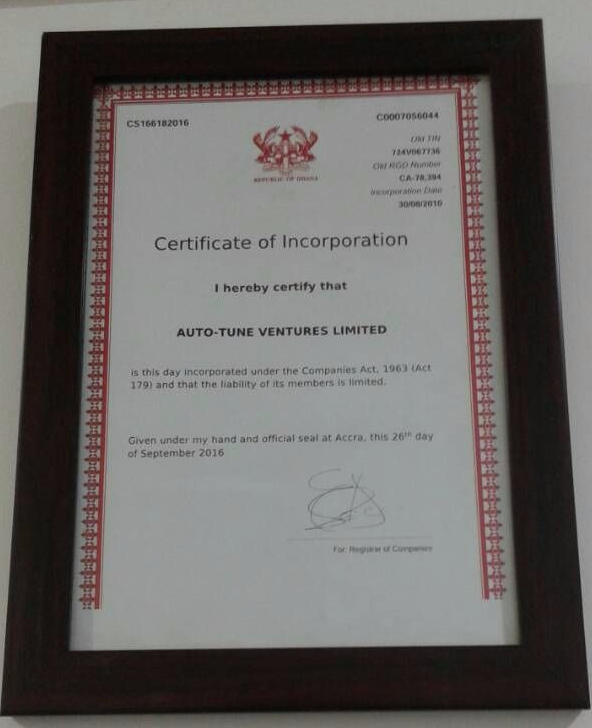 CS166182016
C0007056044
Old TIN
724V067736
Old RGD Number
CA-78,394
Incorporation Date
30/08/2010
REPUBLIC OF GHANA
Certificate of Incorporation
I hereby certify that
AUTO-TUNE VENTURES LIMITED
is this day incorporated under the Companies Act, 1963 (Act
179) and that the liability of its members is limited.
Given under my hand and official seal at Accra, this 26th day
of September 2016
For: Registrar of Companies